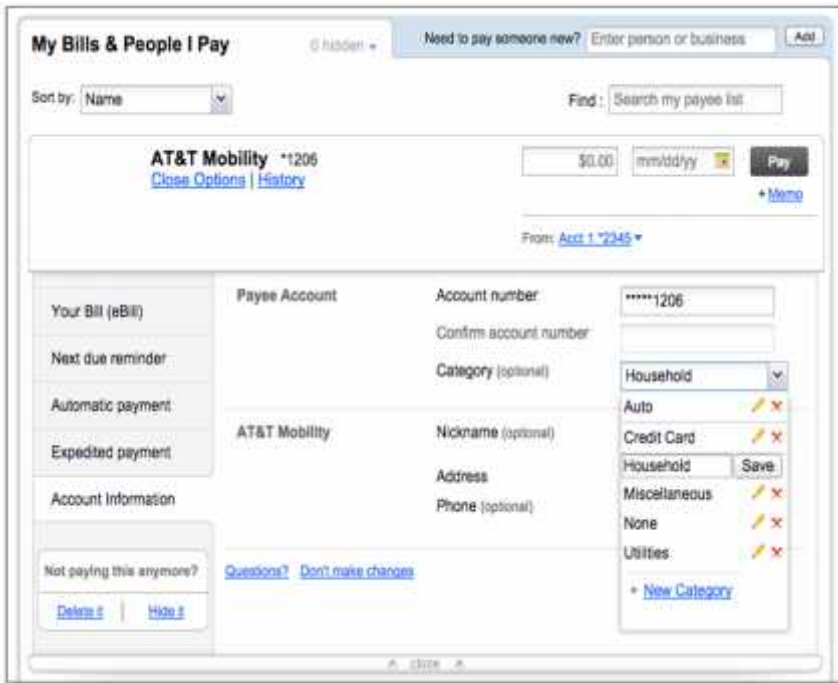 My Bills & People I Pay
0 hidden
Need to pay someone new?
Enter person or business
Add
Sort by: Name
Find : Search my payee list
AT&T Mobility *1206
$0.00
mm/dd/yy
Pay
Close Options | History
+ Memo
From: Acct 1 *2345
Your Bill (eBill)
Next due reminder
Automatic payment
Expedited payment
Account Information
Not paying this anymore?
Delete it | Hide it
Payee Account
Account number
*****1206
Confirm account number
Category (optional)
Household
Auto
Credit Card
Household
Save
Miscellaneous
None
Utilities
+ New Category
AT&T Mobility
Nickname (optional)
Address
Phone (optional)
Questions? Don't make changes
close